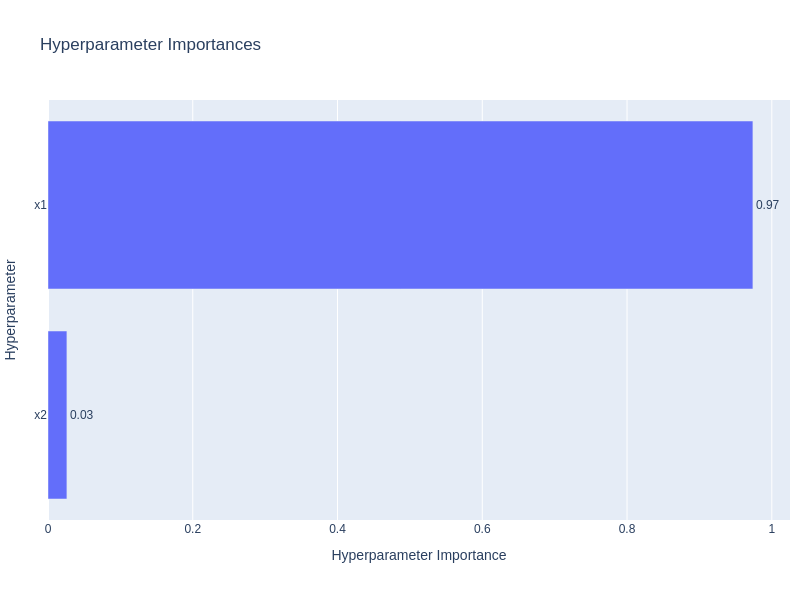 Hyperparameter Importances
x1
0.97
Hyperparameter
x2
0.03
0 0.2 0.4 0.6 0.8 1
Hyperparameter Importance